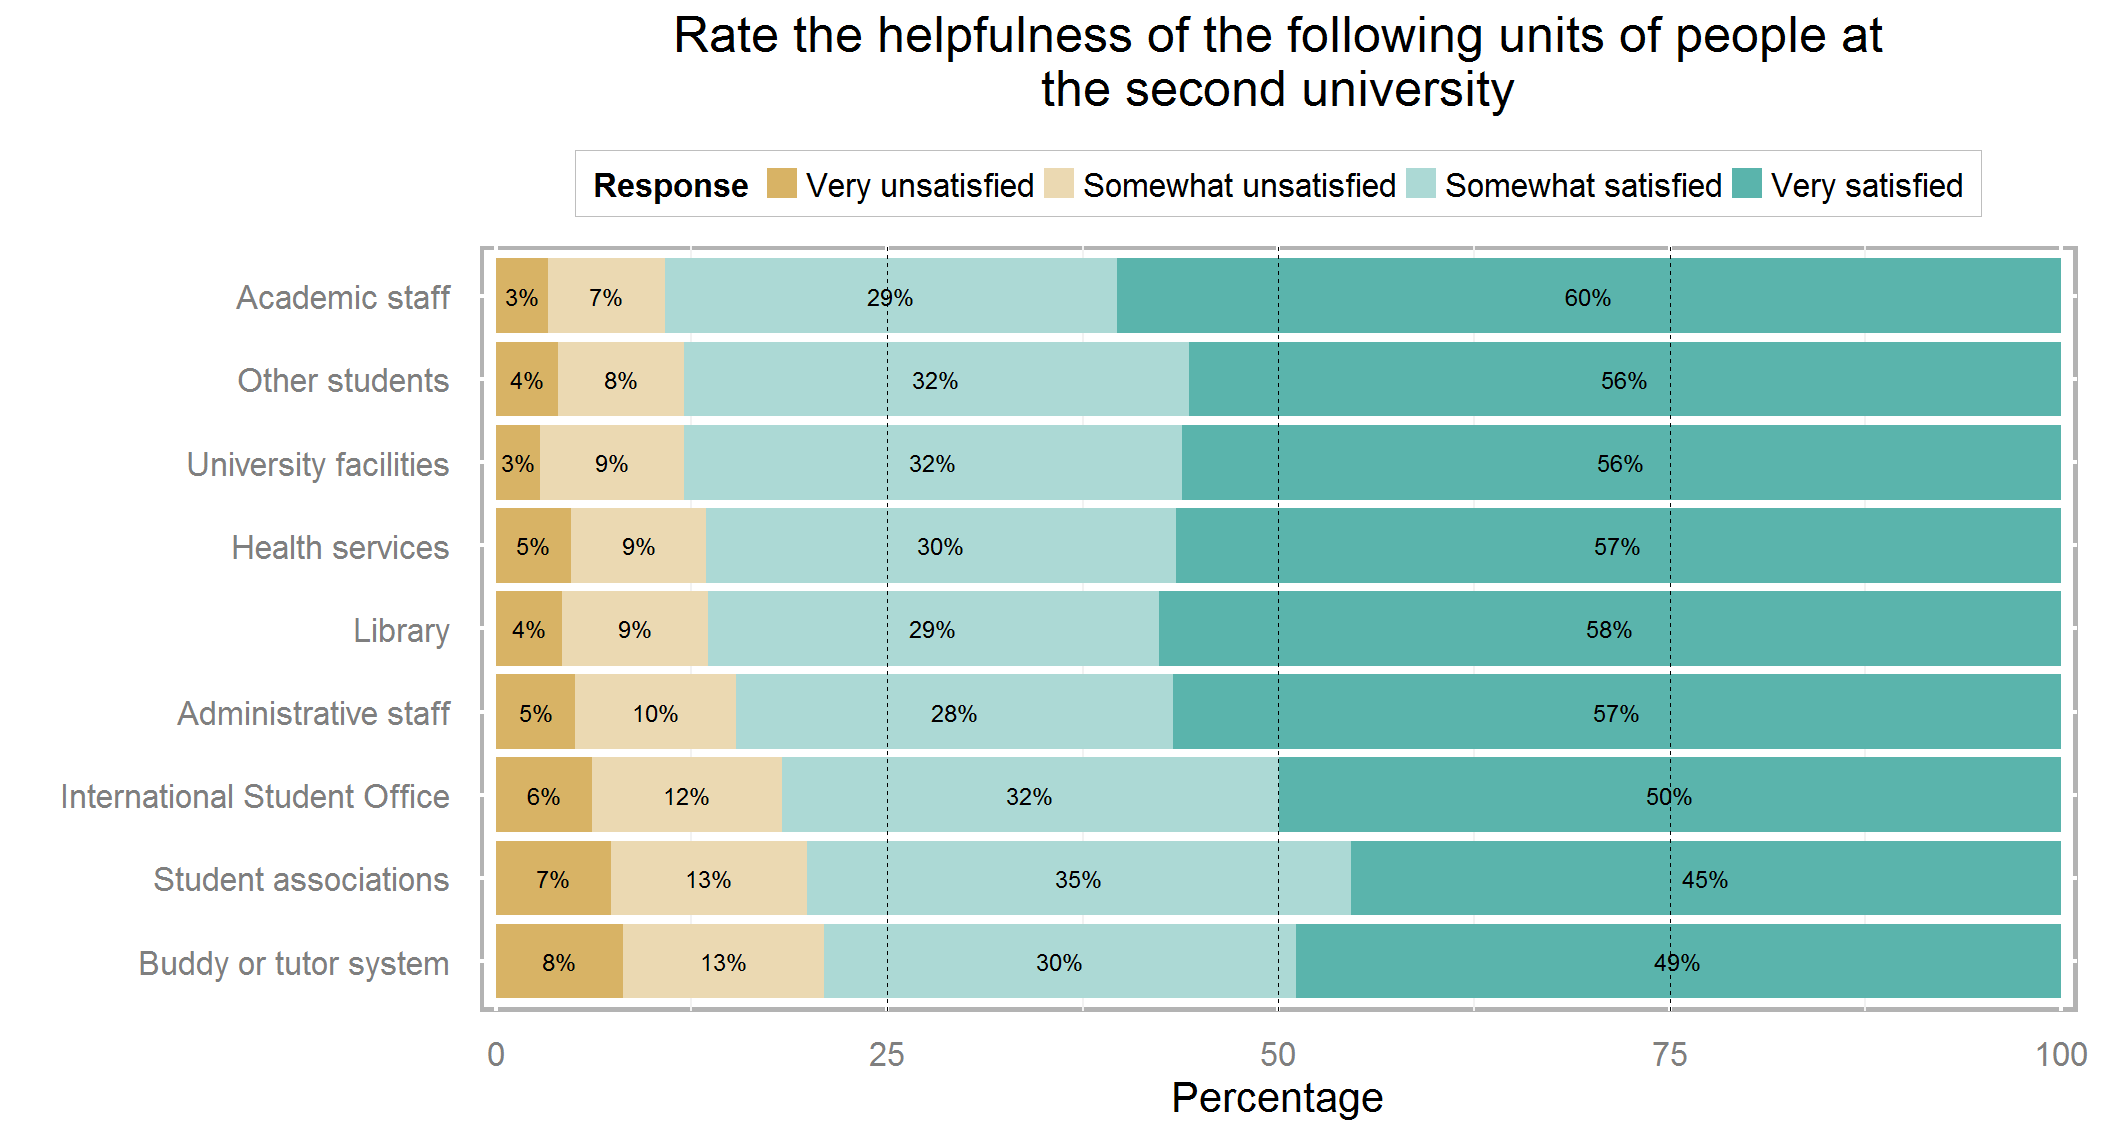 Rate the helpfulness of the following units of people at
the second university
Response Very unsatisfied Somewhat unsatisfied Somewhat satisfied Very satisfied
Academic staff 3% 7% 29% 60%
Other students 4% 8% 32% 56%
University facilities 3% 9% 32% 56%
Health services 5% 9% 30% 57%
Library 4% 9% 29% 58%
Administrative staff 5% 10% 28% 57%
International Student Office 6% 12% 32% 50%
Student associations 7% 13% 35% 45%
Buddy or tutor system 8% 13% 30% 49%
0 25 50 75 100
Percentage